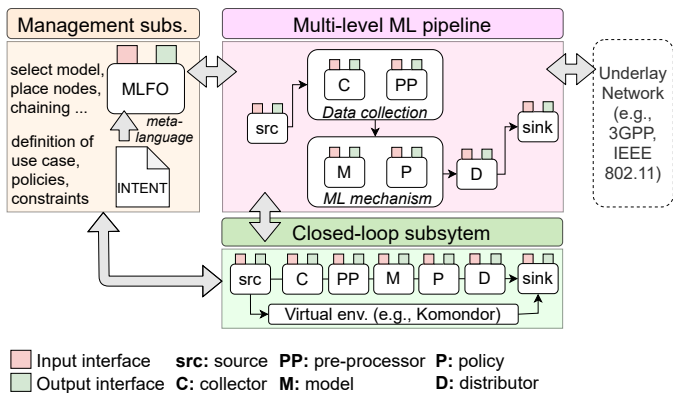 Management subs.
Multi-level ML pipeline
select model,
place nodes,
chaining ...
MLFO
meta-
language
definition of
use case,
policies,
constraints
INTENT
src
C
PP
Data collection
M
P
ML mechanism
D
sink
Underlay
Network
(e.g.,
3GPP,
IEEE
802.11)
Closed-loop subsytem
src
C
PP
M
P
D
sink
Virtual env. (e.g., Komondor)
Input interface src: source PP: pre-processor P: policy
Output interface C: collector M: model D: distributor